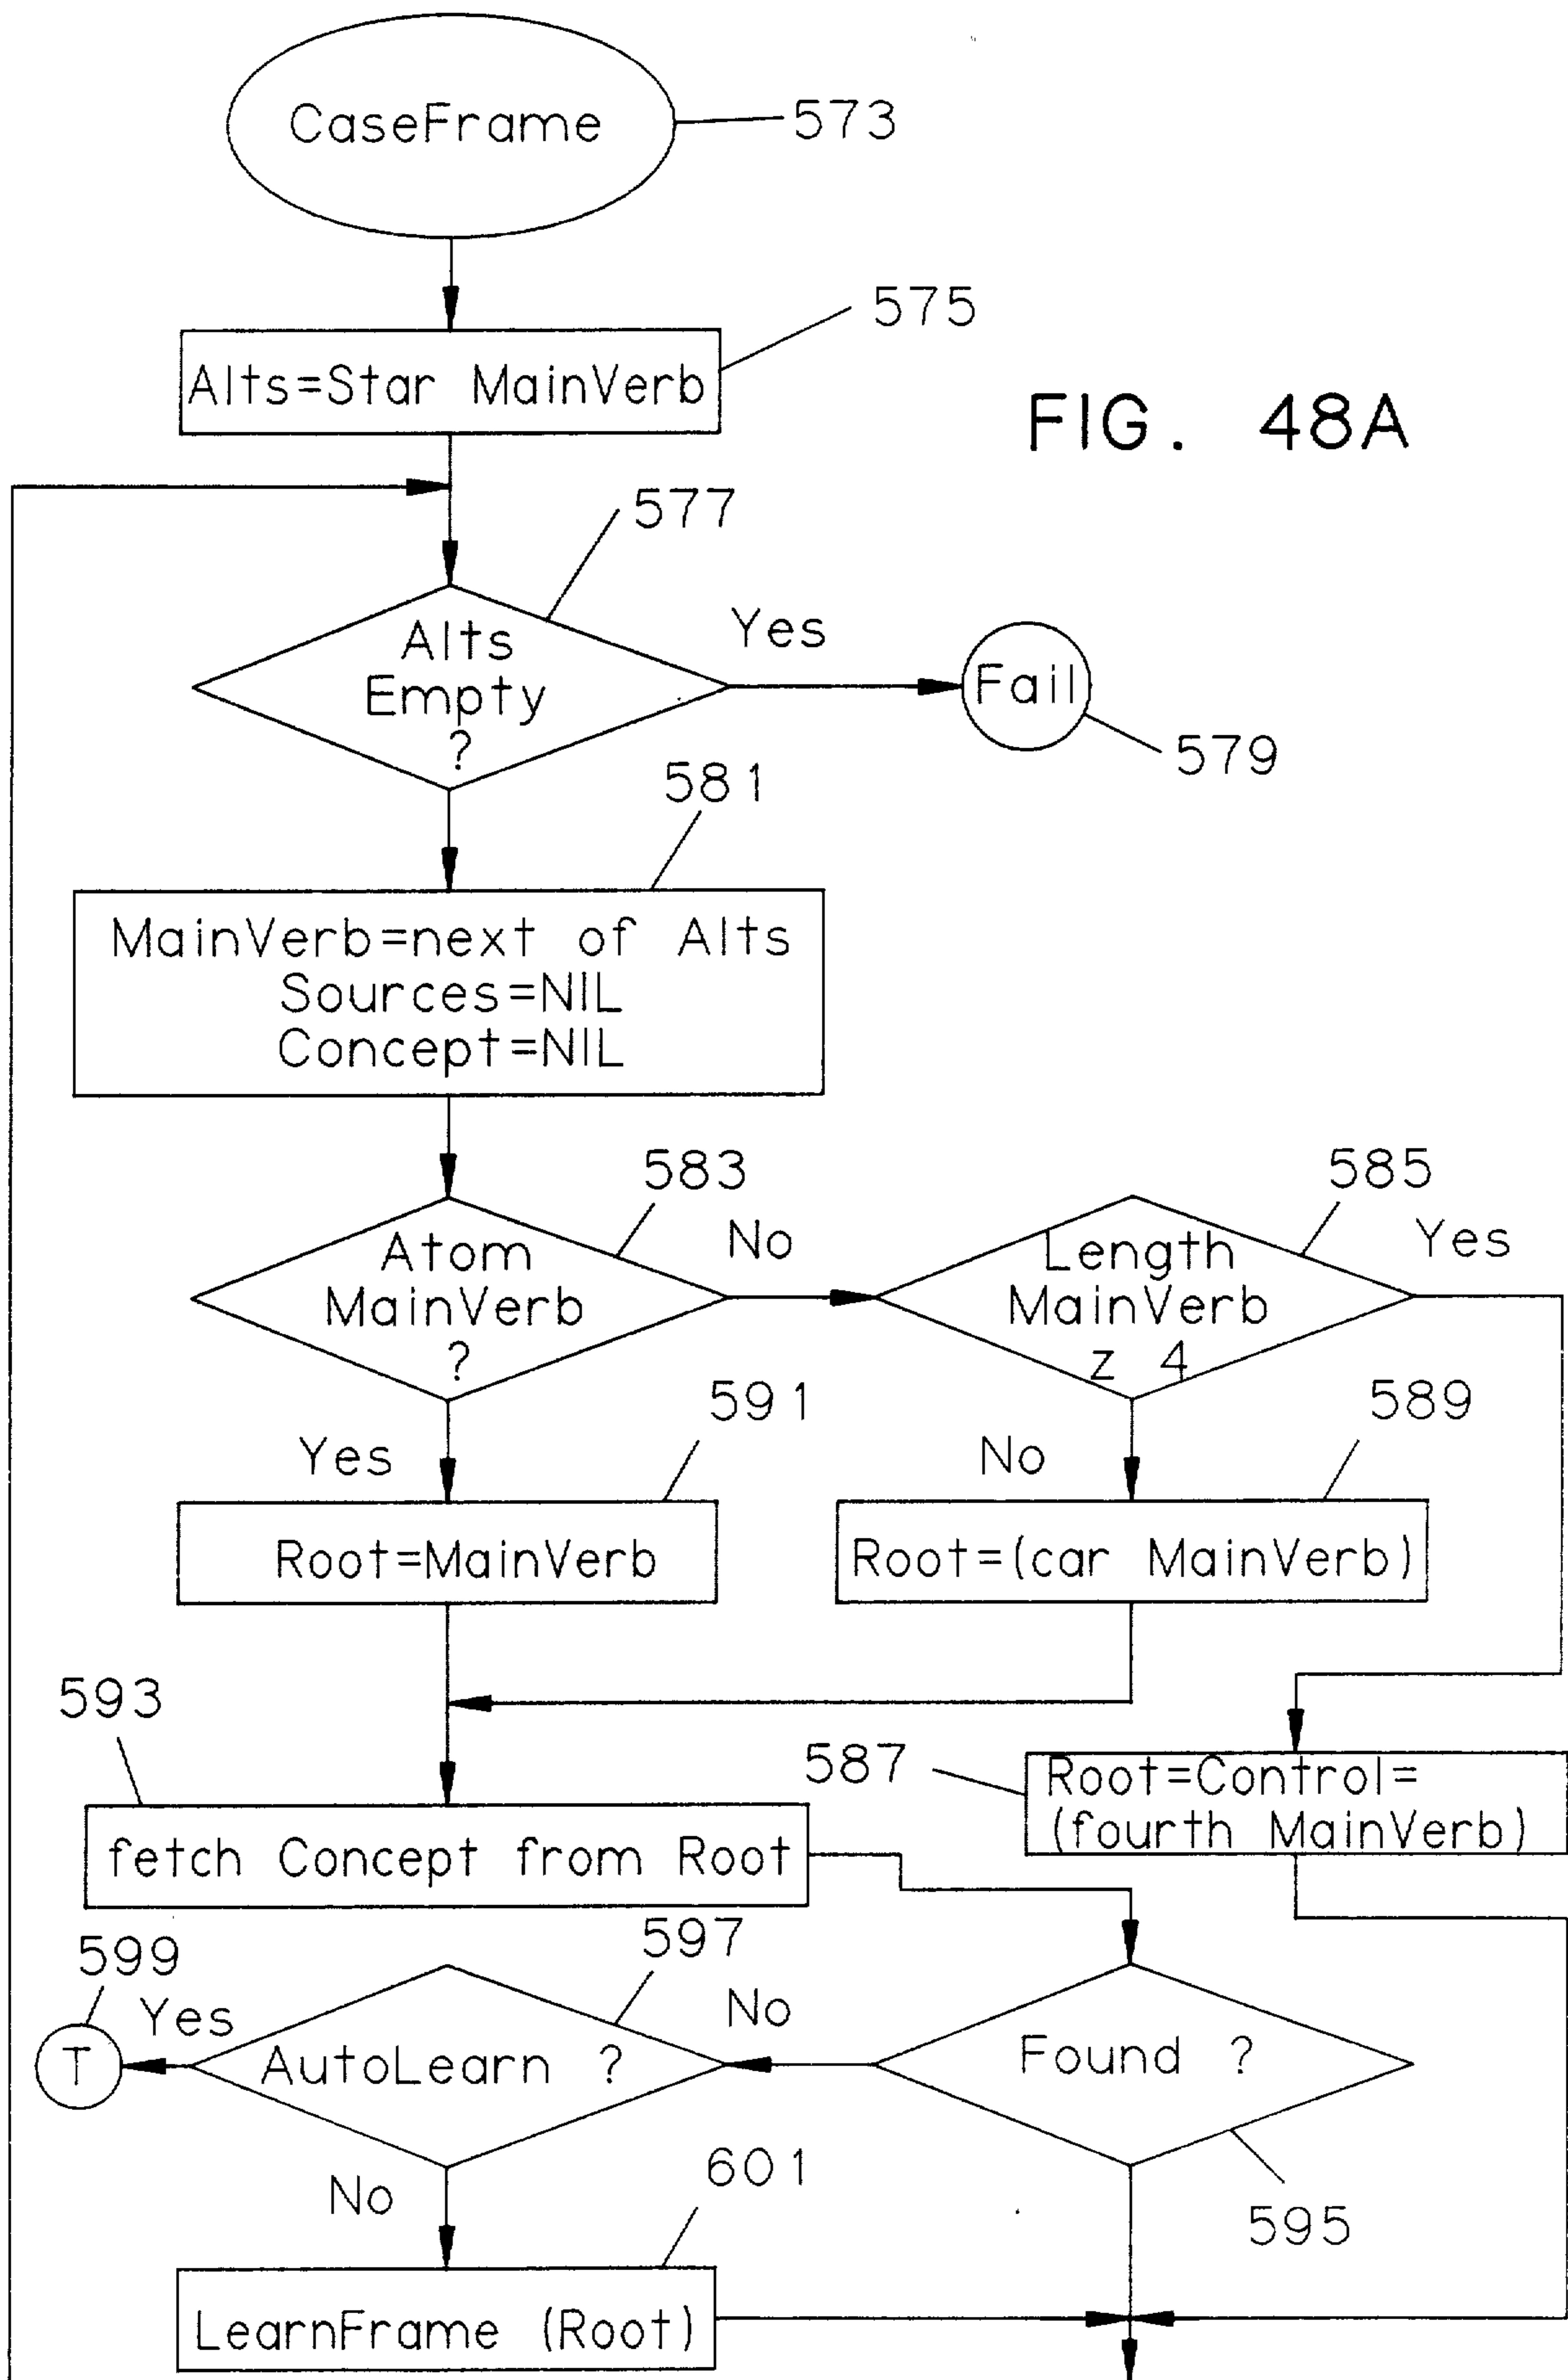 CaseFrame
573
575
Alts=Star MainVerb
FIG. 48A
577
Alts
Empty
?
Yes
Fail
579
581
MainVerb=next of Alts
Sources=NIL
Concept=NIL
583
Atom
MainVerb
?
No
585
Length
MainVerb
z 4
Yes
591
Yes
Root=MainVerb
589
No
Root=(car MainVerb)
593
fetch Concept from Root
587
Root=Control=
(fourth MainVerb)
599
T
Yes
597
AutoLearn ?
No
Found ?
595
No
601
LearnFrame (Root)